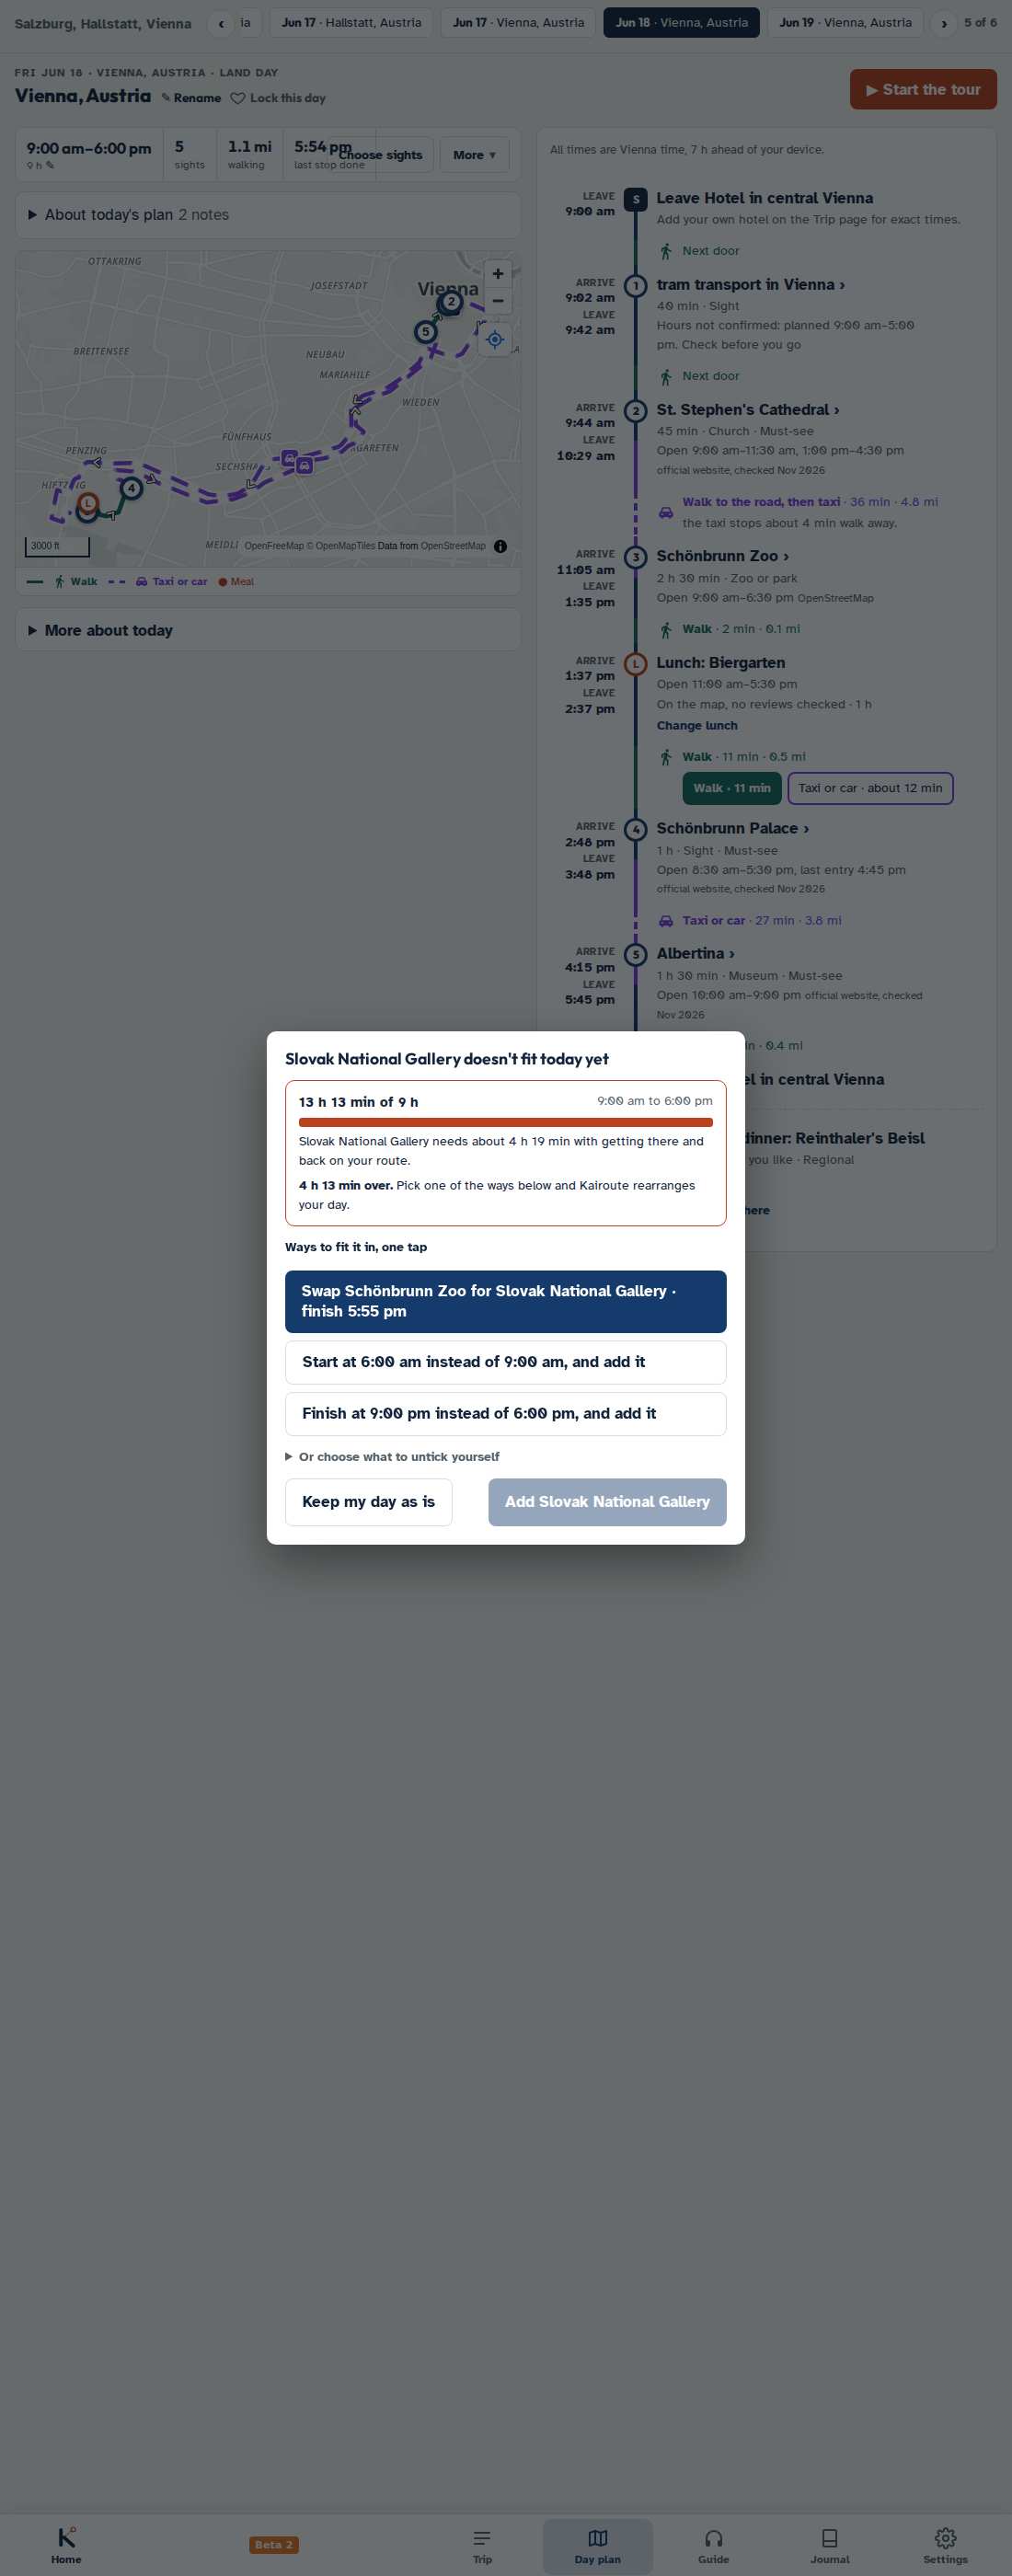 Salzburg, Hallstatt, Vienna
‹
ia
Jun 17 · Hallstatt, Austria
Jun 17 · Vienna, Austria
Jun 18 · Vienna, Austria
Jun 19 · Vienna, Austria
›
5 of 6
FRI JUN 18 · VIENNA, AUSTRIA · LAND DAY
Vienna, Austria ✎ Rename ♡ Lock this day
▶ Start the tour
9:00 am–6:00 pm
9 h ✎
5
sights
1.1 mi
walking
5:54 pm
last stop done
Choose sights
More ▾
▶ About today's plan 2 notes
OTTAKRING
JOSEFSTADT
Vienna
BREITENSEE
NEUBAU
MARIAHILF
WIEDEN
FÜNFHAUS
PENZING
2
5
4
L
+
−
3000 ft
OpenFreeMap © OpenMapTiles Data from OpenStreetMap
Walk
Taxi or car
Meal
▶ More about today
All times are Vienna time, 7 h ahead of your device.
LEAVE
9:00 am
S
Leave Hotel in central Vienna
Add your own hotel on the Trip page for exact times.
Next door
ARRIVE
9:02 am
LEAVE
9:42 am
1
tram transport in Vienna ›
40 min · Sight
Hours not confirmed: planned 9:00 am–5:00
pm. Check before you go
Next door
ARRIVE
9:44 am
LEAVE
10:29 am
2
St. Stephen's Cathedral ›
45 min · Church · Must-see
Open 9:00 am–11:30 am, 1:00 pm–4:30 pm
official website, checked Nov 2026
Walk to the road, then taxi · 36 min · 4.8 mi
the taxi stops about 4 min walk away.
ARRIVE
11:05 am
LEAVE
1:35 pm
3
Schönbrunn Zoo ›
2 h 30 min · Zoo or park
Open 9:00 am–6:30 pm OpenStreetMap
Walk · 2 min · 0.1 mi
ARRIVE
1:37 pm
LEAVE
2:37 pm
L
Lunch: Biergarten
Open 11:00 am–5:30 pm
On the map, no reviews checked · 1 h
Change lunch
Walk · 11 min · 0.5 mi
Walk · 11 min
Taxi or car · about 12 min
ARRIVE
2:48 pm
LEAVE
3:48 pm
4
Schönbrunn Palace ›
1 h · Sight · Must-see
Open 8:30 am–5:30 pm, last entry 4:45 pm
official website, checked Nov 2026
Taxi or car · 27 min · 3.8 mi
ARRIVE
4:15 pm
LEAVE
5:45 pm
5
Albertina ›
1 h 30 min · Museum · Must-see
Open 10:00 am–9:00 pm official website, checked
Nov 2026
in · 0.4 mi
el in central Vienna
dinner: Reinthaler's Beisl
you like · Regional
here
Slovak National Gallery doesn't fit today yet
13 h 13 min of 9 h
9:00 am to 6:00 pm
Slovak National Gallery needs about 4 h 19 min with getting there and
back on your route.
4 h 13 min over. Pick one of the ways below and Kairoute rearranges
your day.
Ways to fit it in, one tap
Swap Schönbrunn Zoo for Slovak National Gallery ·
finish 5:55 pm
Start at 6:00 am instead of 9:00 am, and add it
Finish at 9:00 pm instead of 6:00 pm, and add it
▶ Or choose what to untick yourself
Keep my day as is
Add Slovak National Gallery
Home
Beta 2
Trip
Day plan
Guide
Journal
Settings